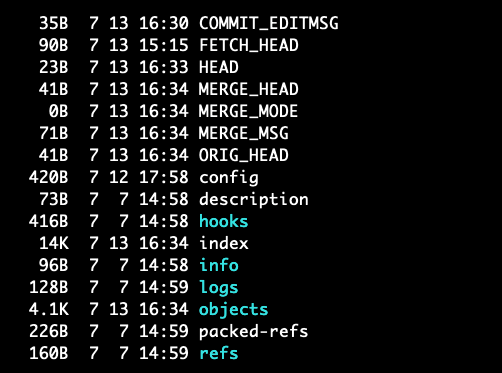 35B 7 13 16:30 COMMIT_EDITMSG
90B 7 13 15:15 FETCH_HEAD
23B 7 13 16:33 HEAD
41B 7 13 16:34 MERGE_HEAD
0B 7 13 16:34 MERGE_MODE
71B 7 13 16:34 MERGE_MSG
41B 7 13 16:34 ORIG_HEAD
420B 7 12 17:58 config
73B 7 7 14:58 description
416B 7 7 14:58 hooks
14K 7 13 16:34 index
96B 7 7 14:58 info
128B 7 7 14:59 logs
4.1K 7 13 16:34 objects
226B 7 7 14:59 packed-refs
160B 7 7 14:59 refs